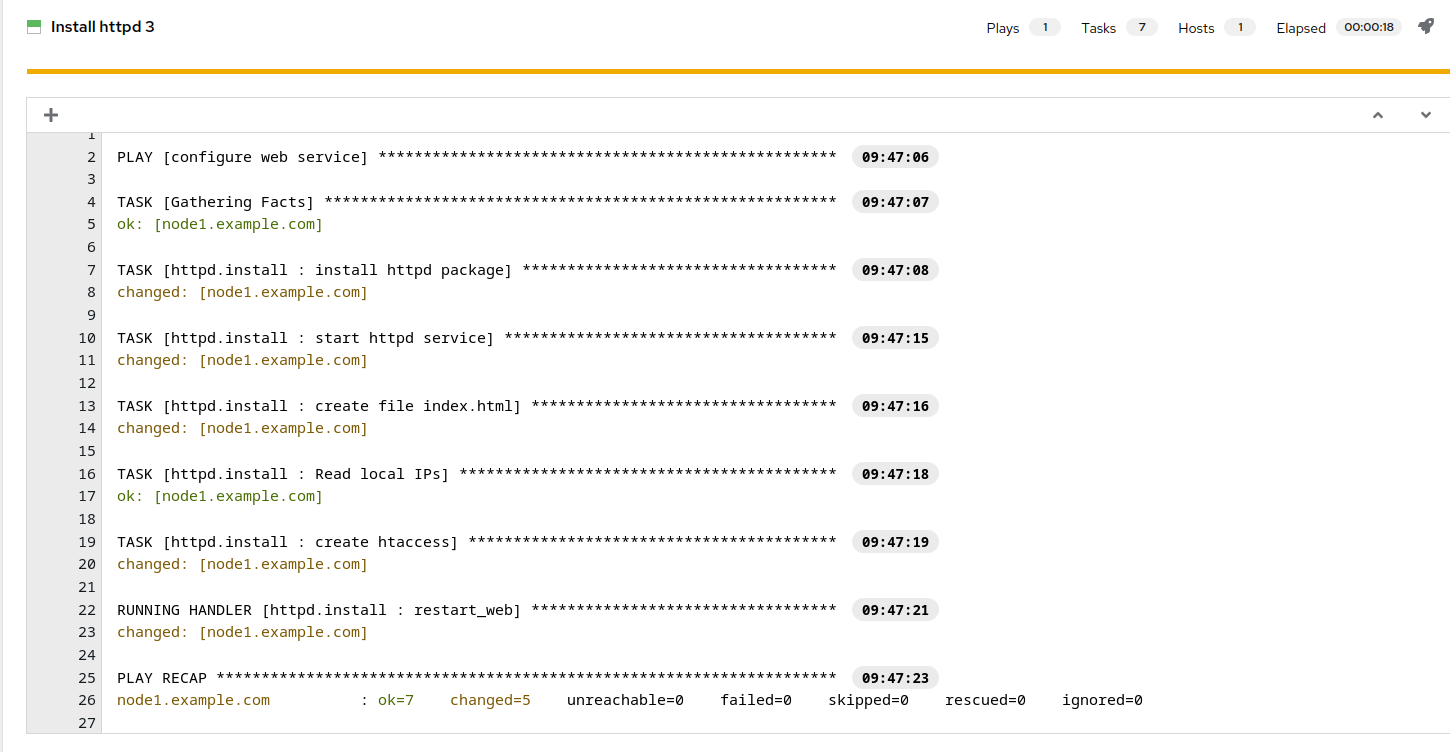 Install httpd 3 Plays 1 Tasks 7 Hosts 1 Elapsed 00:00:18
1
2 PLAY [configure web service] *************************************************** 09:47:06
3
4 TASK [Gathering Facts] ********************************************************* 09:47:07
5 ok: [node1.example.com]
6
7 TASK [httpd.install : install httpd package] *********************************** 09:47:08
8 changed: [node1.example.com]
9
10 TASK [httpd.install : start httpd service] ************************************* 09:47:15
11 changed: [node1.example.com]
12
13 TASK [httpd.install : create file index.html] ********************************** 09:47:16
14 changed: [node1.example.com]
15
16 TASK [httpd.install : Read local IPs] ****************************************** 09:47:18
17 ok: [node1.example.com]
18
19 TASK [httpd.install : create htaccess] ***************************************** 09:47:19
20 changed: [node1.example.com]
21
22 RUNNING HANDLER [httpd.install : restart_web] ********************************** 09:47:21
23 changed: [node1.example.com]
24
25 PLAY RECAP ********************************************************************* 09:47:23
26 node1.example.com : ok=7 changed=5 unreachable=0 failed=0 skipped=0 rescued=0 ignored=0
27